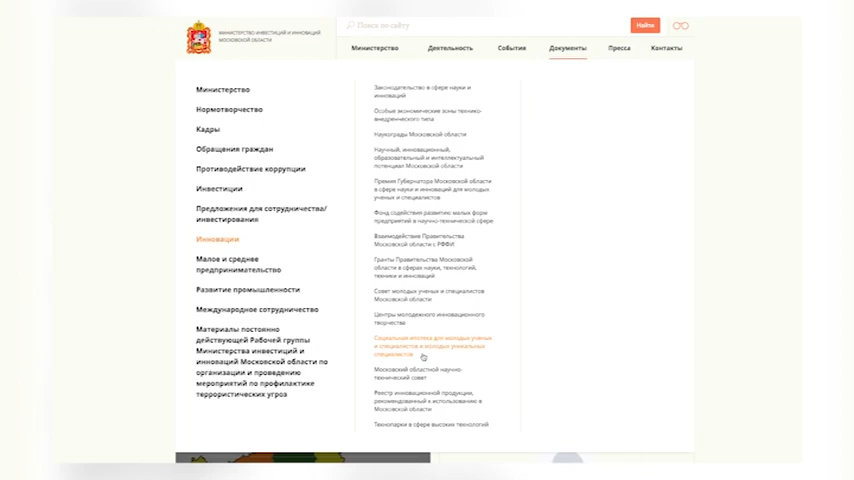 МИНИСТЕРСТВО ИНВЕСТИЦИЙ И ИННОВАЦИЙ
МОСКОВСКОЙ ОБЛАСТИ
Поиск по сайту
Найти
Министерство
Деятельность
События
Документы
Пресса
Контакты
Министерство
Нормотворчество
Кадры
Обращения граждан
Противодействие коррупции
Инвестиции
Предложения для сотрудничества/
инвестирования
Инновации
Малое и среднее
предпринимательство
Развитие промышленности
Международное сотрудничество
Материалы постоянно
действующей Рабочей группы
Министерства инвестиций и
инноваций Московской области по
организации и проведению
мероприятий по профилактике
террористических угроз
Законодательство в сфере науки и
инноваций
Особые экономические зоны технико-
внедренческого типа
Наукограды Московской области
Научный, инновационный,
образовательный и интеллектуальный
потенциал Московской области
Премия Губернатора Московской области
в сфере науки и инноваций для молодых
ученых и специалистов
Фонд содействия развитию малых форм
предприятий в научно-технической сфере
Взаимодействие Правительства
Московской области с РФФИ
Гранты Правительства Московской
области в сферах науки, технологий,
техники и инноваций
Совет молодых ученых и специалистов
Московской области
Центры молодежного инновационного
творчества
Социальная ипотека для молодых ученых
и специалистов и молодых уникальных
специалистов
Московский областной научно-
технический совет
Реестр инновационной продукции,
рекомендованный к использованию в
Московской области
Технопарки в сфере высоких технологий